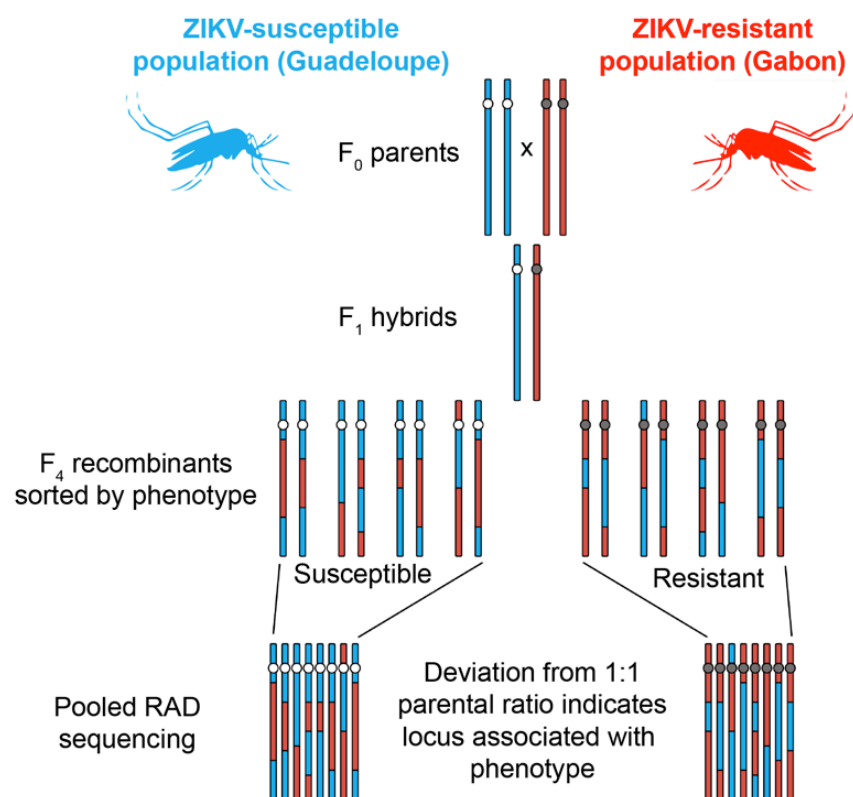 ZIKV-susceptible
population (Guadeloupe)
ZIKV-resistant
population (Gabon)
F₀ parents
x
F₁ hybrids
F₄ recombinants
sorted by phenotype
Susceptible
Resistant
Pooled RAD
sequencing
Deviation from 1:1
parental ratio indicates
locus associated with
phenotype